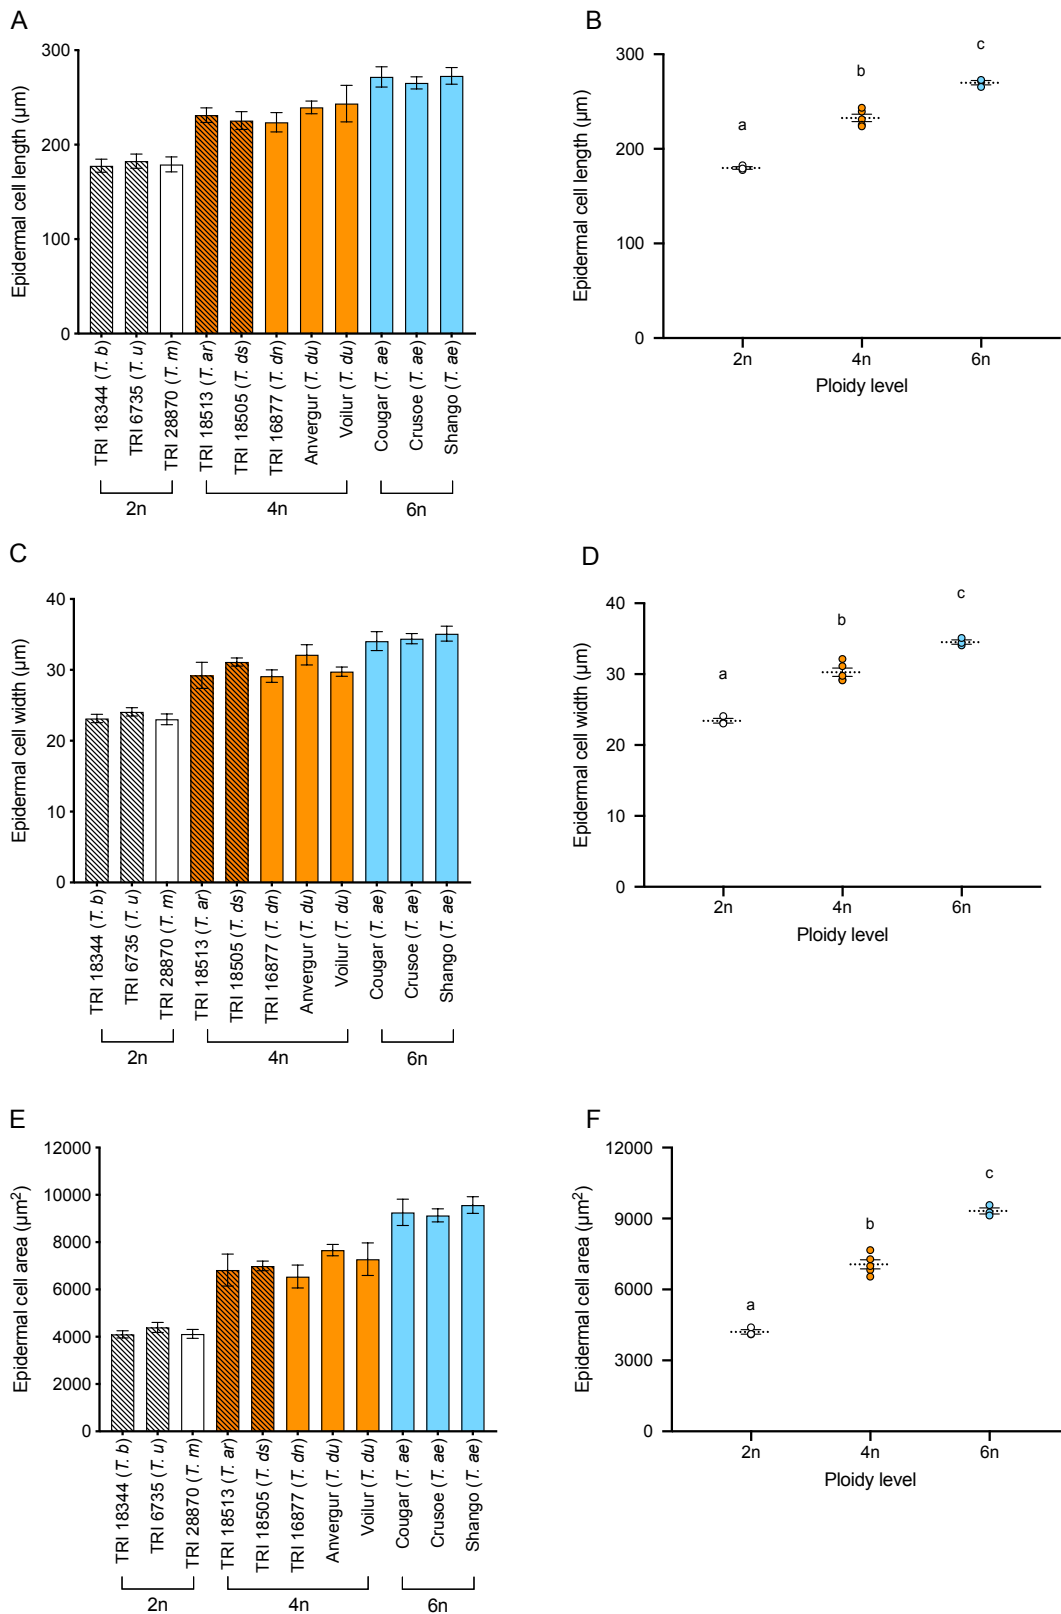 A
Epidermal cell length (µm)
300
200
100
0
TRI 18344 (T. b)
TRI 6735 (T. u)
TRI 28870 (T. m)
TRI 18513 (T. ar)
TRI 18505 (T. ds)
TRI 16877 (T. dn)
Anvergur (T. du)
Voilur (T. du)
Cougar (T. ae)
Crusoe (T. ae)
Shango (T. ae)
2n
4n
6n
B
Epidermal cell length (µm)
300
200
100
0
a
b
c
2n
4n
6n
Ploidy level
C
Epidermal cell width (µm)
40
30
20
10
0
TRI 18344 (T. b)
TRI 6735 (T. u)
TRI 28870 (T. m)
TRI 18513 (T. ar)
TRI 18505 (T. ds)
TRI 16877 (T. dn)
Anvergur (T. du)
Voilur (T. du)
Cougar (T. ae)
Crusoe (T. ae)
Shango (T. ae)
2n
4n
6n
D
Epidermal cell width (µm)
40
30
20
10
0
a
b
c
2n
4n
6n
Ploidy level
E
Epidermal cell area (µm²)
12000
10000
8000
6000
4000
2000
0
TRI 18344 (T. b)
TRI 6735 (T. u)
TRI 28870 (T. m)
TRI 18513 (T. ar)
TRI 18505 (T. ds)
TRI 16877 (T. dn)
Anvergur (T. du)
Voilur (T. du)
Cougar (T. ae)
Crusoe (T. ae)
Shango (T. ae)
2n
4n
6n
F
Epidermal cell area (µm²)
12000
9000
6000
3000
0
a
b
c
2n
4n
6n
Ploidy level